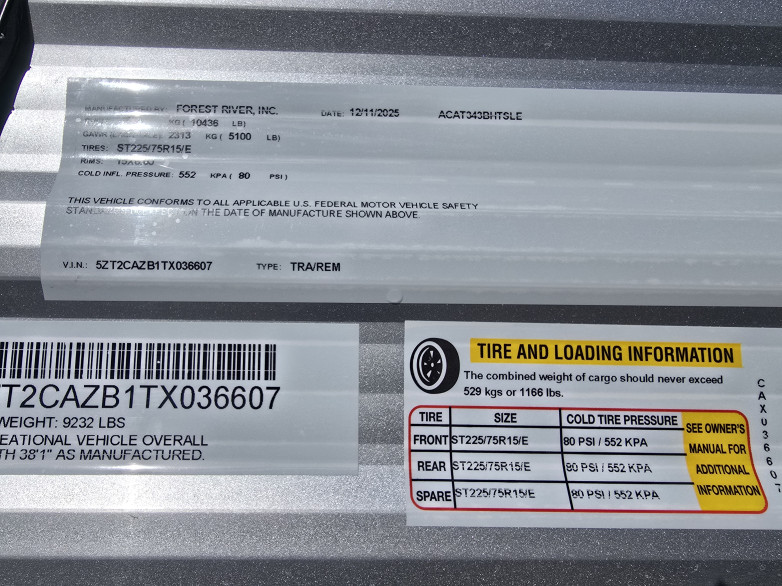 MANUFACTURED BY: FOREST RIVER, INC. DATE: 12/11/2025 ACAT343BHTSLE
KG ( 10436 LB)
2313 KG ( 5100 LB)
TIRES: ST225/75R15/E
RIMS:
COLD INFL. PRESSURE: 552 KPA ( 80 PSI )
THIS VEHICLE CONFORMS TO ALL APPLICABLE U.S. FEDERAL MOTOR VEHICLE SAFETY
ON THE DATE OF MANUFACTURE SHOWN ABOVE.
V.I.N.: 5ZT2CAZB1TX036607 TYPE: TRA/REM
T2CAZB1TX036607
WEIGHT: 9232 LBS
EATIONAL VEHICLE OVERALL
TH 38'1" AS MANUFACTURED.
TIRE AND LOADING INFORMATION
The combined weight of cargo should never exceed
529 kgs or 1166 lbs.
TIRE SIZE COLD TIRE PRESSURE
FRONT ST225/75R15/E 80 PSI / 552 KPA
REAR ST225/75R15/E 80 PSI / 552 KPA
SPARE ST225/75R15/E 80 PSI / 552 KPA
SEE OWNER'S
MANUAL FOR
ADDITIONAL
INFORMATION
CAX036607